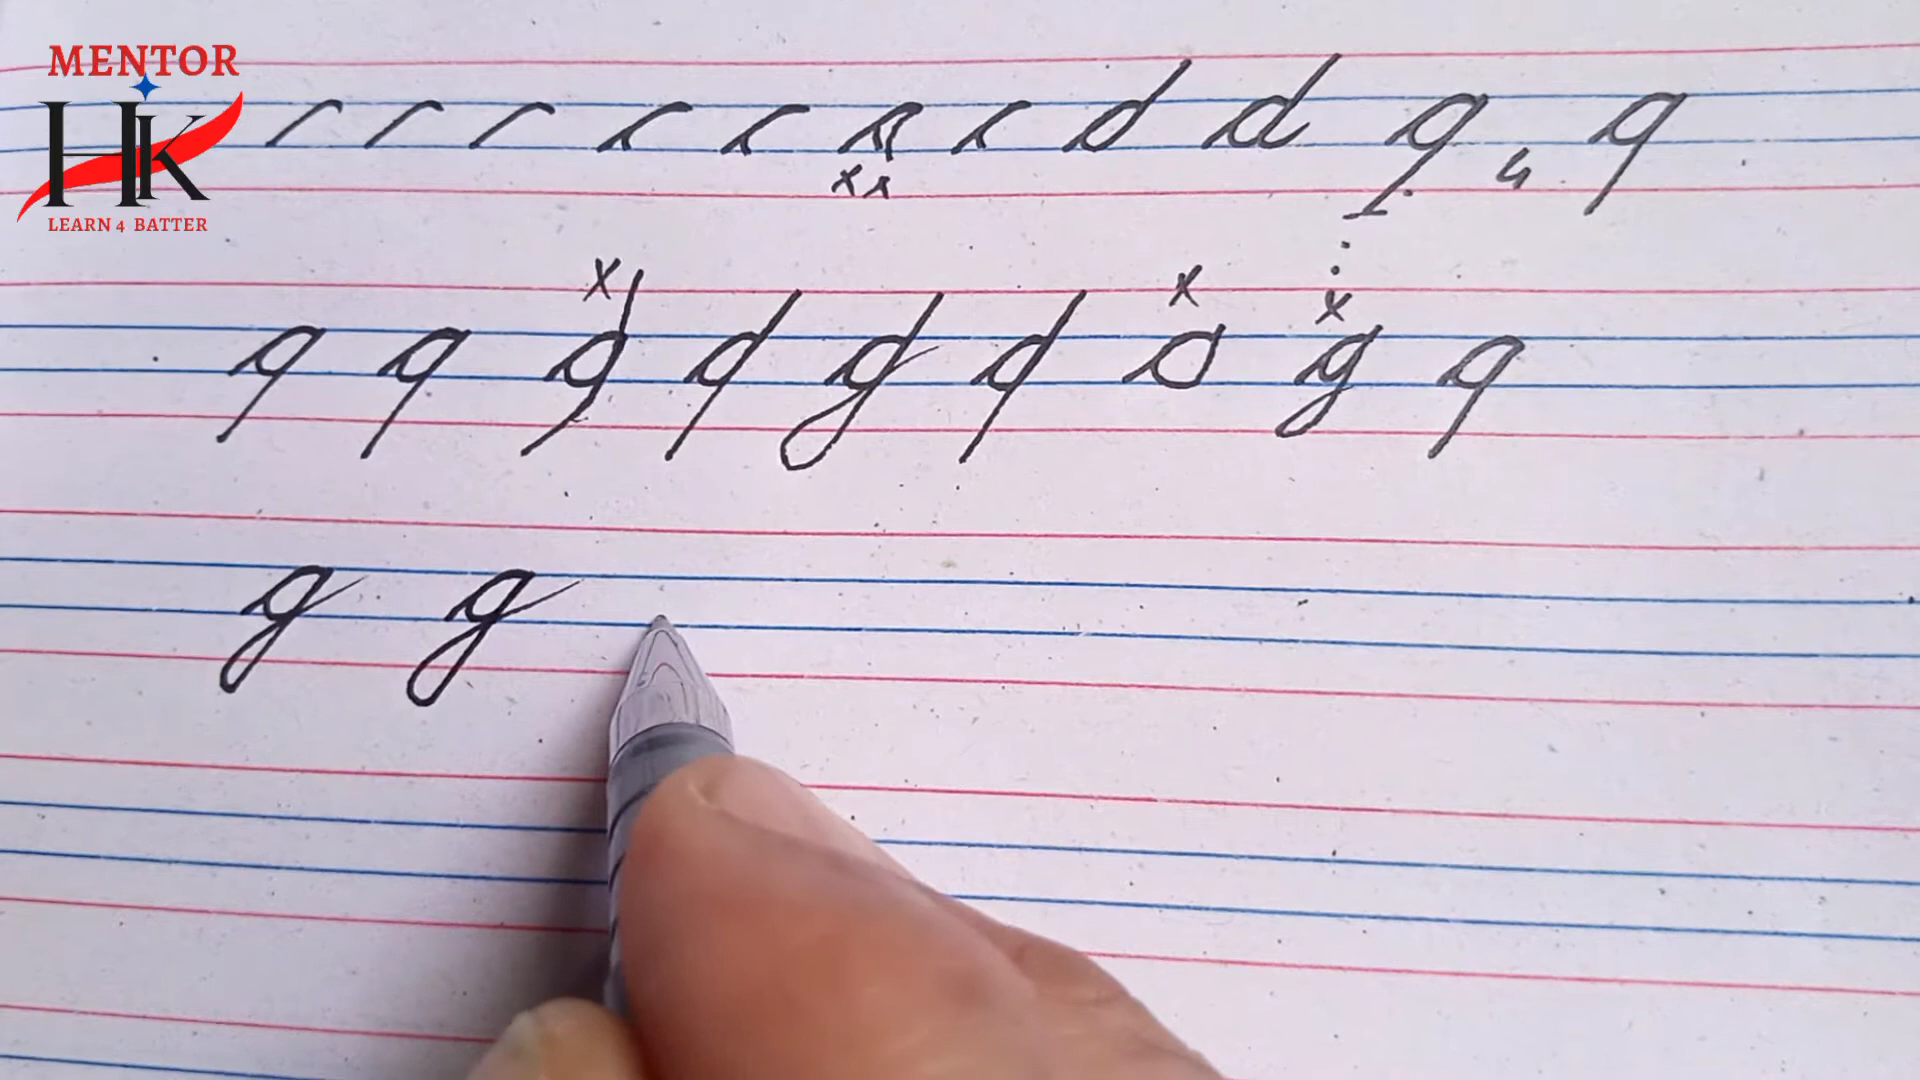 MENTOR
HK
LEARN 4 BATTER
r r r r r r r d d q 4 q
x x
x x x
q q q q g q o g q
g g